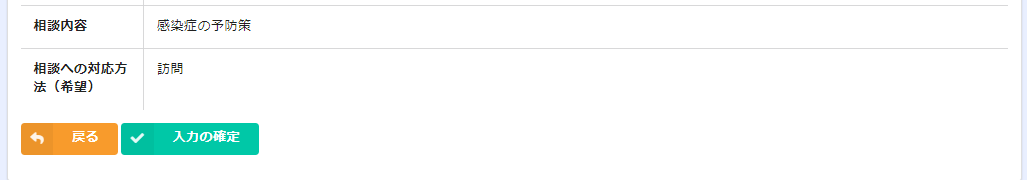 相談内容
感染症の予防策
相談への対応方
法（希望）
訪問
戻る
入力の確定